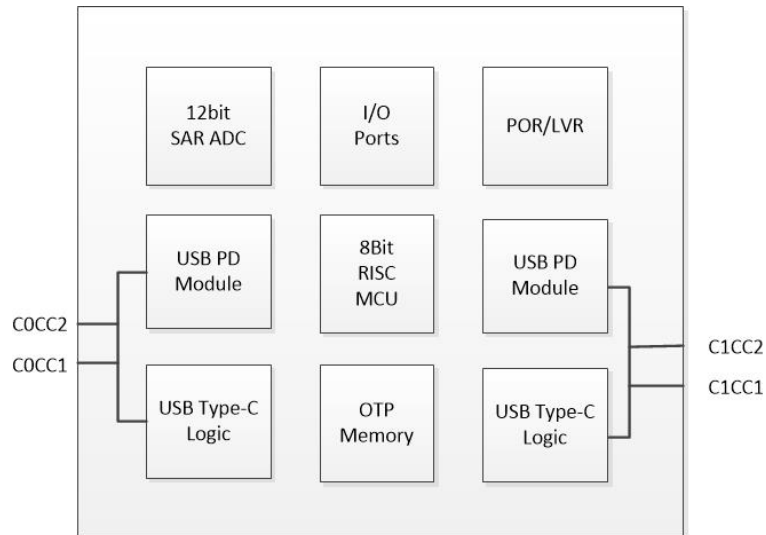 12bit
SAR ADC
I/O
Ports
POR/LVR
USB PD
Module
8Bit
RISC
MCU
USB PD
Module
C0CC2
C0CC1
C1CC2
C1CC1
USB Type-C
Logic
OTP
Memory
USB Type-C
Logic